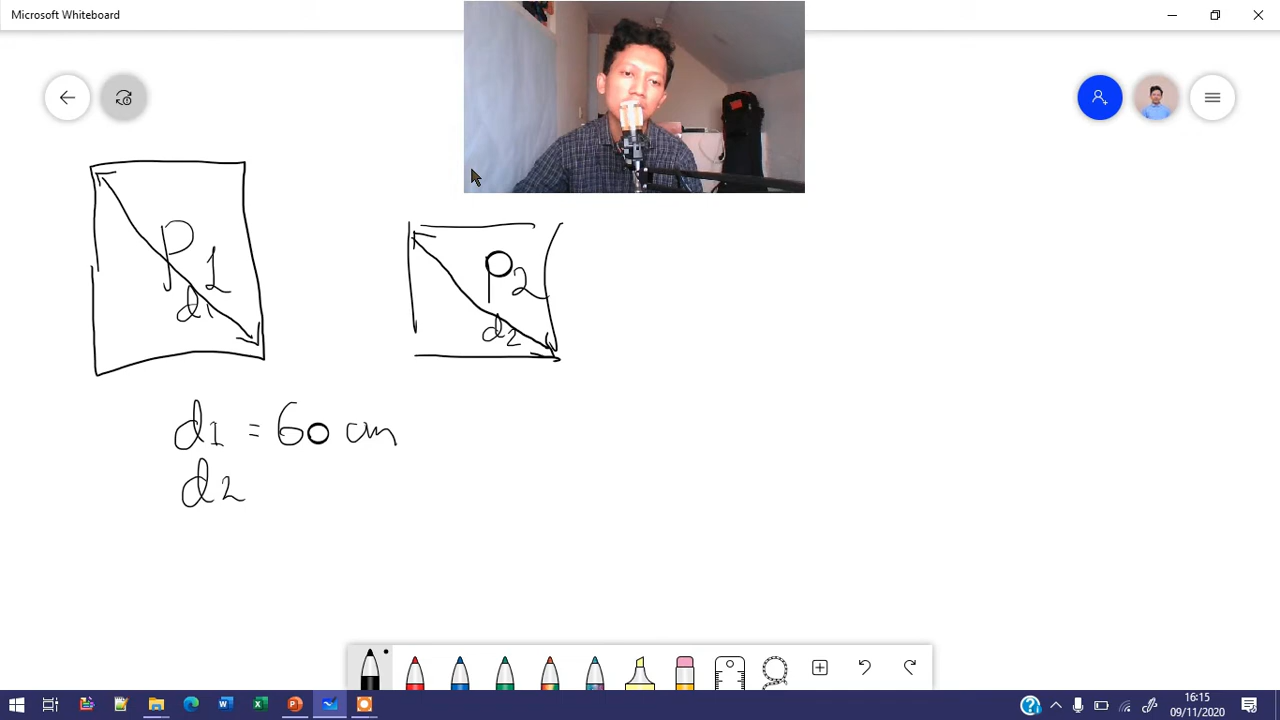 Microsoft Whiteboard
P1
d1
P2
d2
d1 = 60 cm
d2
16:15
09/11/2020